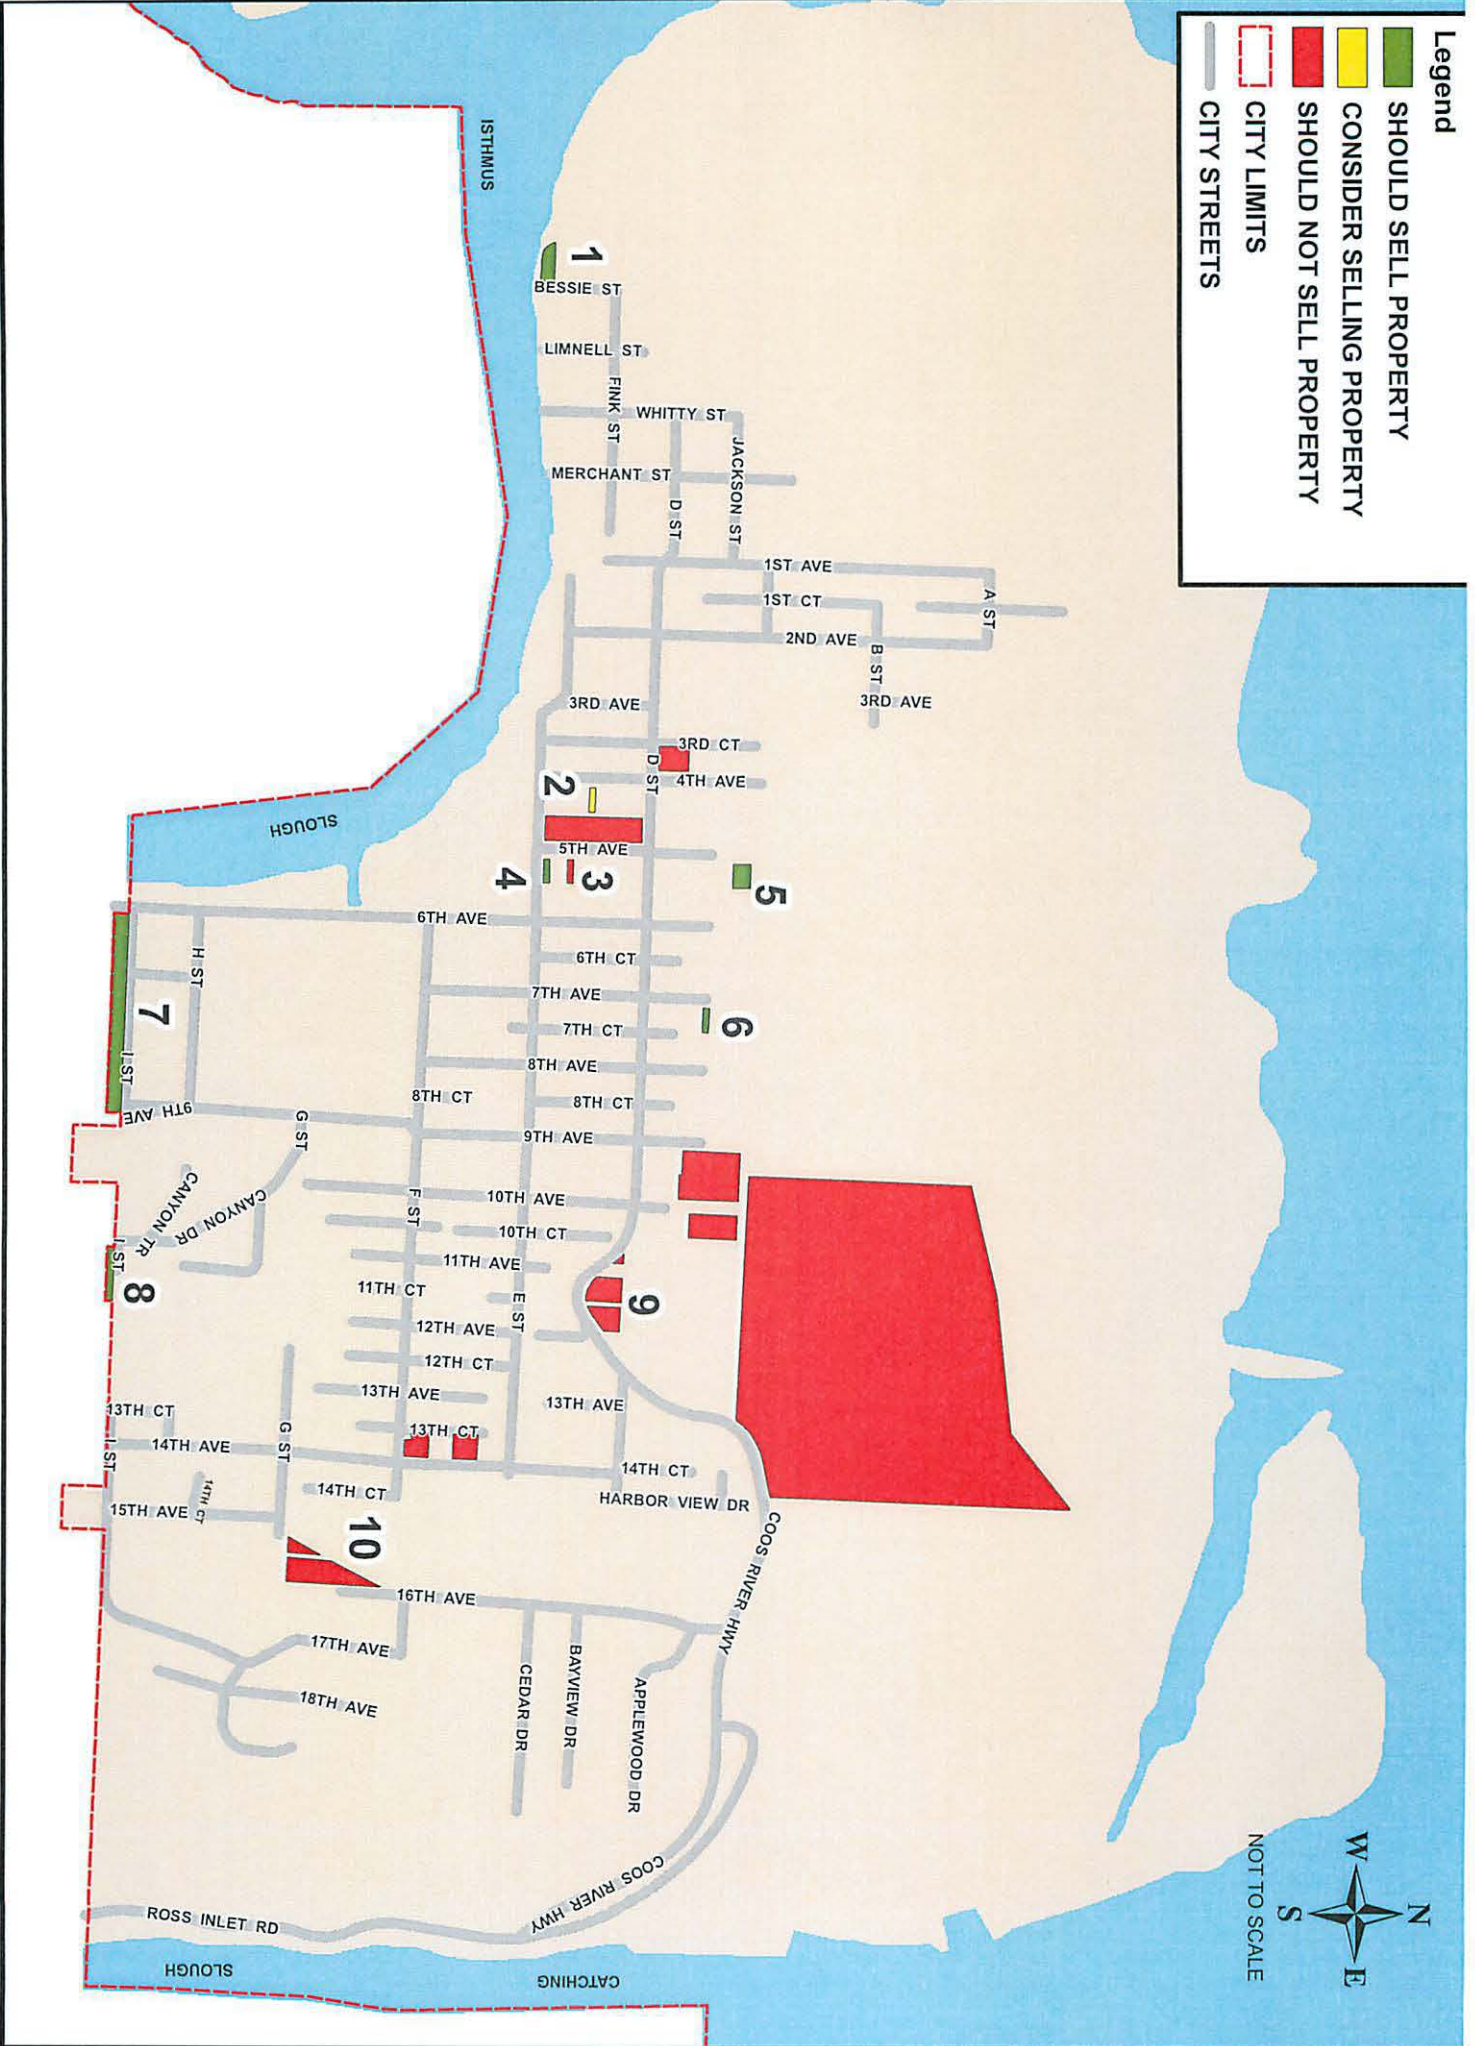 Legend
SHOULD SELL PROPERTY
CONSIDER SELLING PROPERTY
SHOULD NOT SELL PROPERTY
CITY LIMITS
CITY STREETS
N
W
E
S
NOT TO SCALE
ISTHMUS
SLOUGH
1
BESSIE ST
LIMNELL ST
FINK ST
WHITTY ST
MERCHANT ST
JACKSON ST
D ST
1ST AVE
1ST CT
A ST
2ND AVE
B ST
3RD AVE
3RD AVE
3RD CT
D ST
4TH AVE
2
5TH AVE
3
4
5
6TH AVE
6TH CT
7TH AVE
7TH CT
6
8TH AVE
8TH CT
8TH CT
9TH AVE
H ST
7
I ST
9TH AVE
G ST
CANYON DR
CANYON TR
I ST
8
F ST
10TH AVE
10TH CT
11TH AVE
11TH CT
E ST
9
12TH AVE
12TH CT
13TH AVE
13TH AVE
13TH CT
13TH CT
14TH AVE
I ST
G ST
14TH CT
14TH CT
14TH CT
HARBOR VIEW DR
15TH AVE
10
COOS RIVER HWY
16TH AVE
17TH AVE
18TH AVE
CEDAR DR
BAYVIEW DR
APPLEWOOD DR
COOS RIVER HWY
ROSS INLET RD
CATCHING
SLOUGH